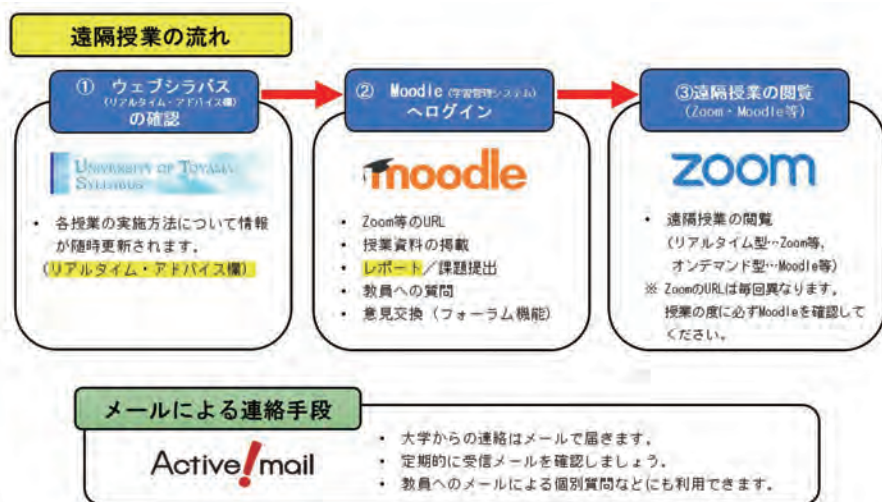 遠隔授業の流れ
① ウェブシラバス
(リアルタイム・アドバイス欄)
の確認
UNIVERSITY OF TOYAMA
SYLLABUS
・ 各授業の実施方法について情報
が随時更新されます。
(リアルタイム・アドバイス欄)
② Moodle (学習管理システム)
へログイン
moodle
・ Zoom等のURL
・ 授業資料の掲載
・ レポート／課題提出
・ 教員への質問
・ 意見交換（フォーラム機能）
③遠隔授業の閲覧
(Zoom・Moodle等)
zoom
・ 遠隔授業の閲覧
(リアルタイム型…Zoom等、
オンデマンド型…Moodle等)
※ ZoomのURLは毎回異なります。
授業の度に必ずMoodleを確認して
ください。
メールによる連絡手段
Active!mail
・ 大学からの連絡はメールで届きます。
・ 定期的に受信メールを確認しましょう。
・ 教員へのメールによる個別質問などにも利用できます。